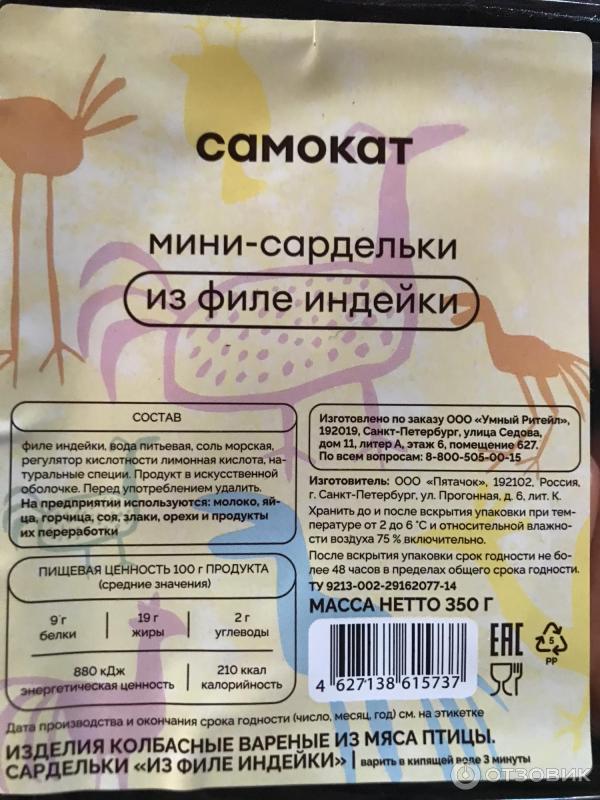 самокат
мини-сардельки
из филе индейки
СОСТАВ
филе индейки, вода питьевая, соль морская,
регулятор кислотности лимонная кислота, на-
туральные специи. Продукт в искусственной
оболочке. Перед употреблением удалить.
На предприятии используются: молоко, яй-
ца, горчица, соя, злаки, орехи и продукты
их переработки
ПИЩЕВАЯ ЦЕННОСТЬ 100 г ПРОДУКТА
(средние значения)
9 г 19 г 2 г
белки жиры углеводы
880 кДж 210 ккал
энергетическая ценность калорийность
Изготовлено по заказу ООО «Умный Ритейл»,
192019, Санкт-Петербург, улица Седова,
дом 11, литер А, этаж 6, помещение 627.
По всем вопросам: 8-800-505-00-15
Изготовитель: ООО «Пятачок», 192102, Россия,
г. Санкт-Петербург, ул. Прогонная, д. 6, лит. К.
Хранить до и после вскрытия упаковки при тем-
пературе от 2 до 6 °С и относительной влажно-
сти воздуха 75 % включительно.
После вскрытия упаковки срок годности не бо-
лее 48 часов в пределах общего срока годности.
ТУ 9213-002-29162077-14
МАССА НЕТТО 350 Г
4 627138 615737
EAC
5
PP
Дата производства и окончания срока годности (число, месяц, год) см. на этикетке
ИЗДЕЛИЯ КОЛБАСНЫЕ ВАРЕНЫЕ ИЗ МЯСА ПТИЦЫ.
САРДЕЛЬКИ «ИЗ ФИЛЕ ИНДЕЙКИ» | варить в кипящей воде 3 минуты
ОТЗОВИК